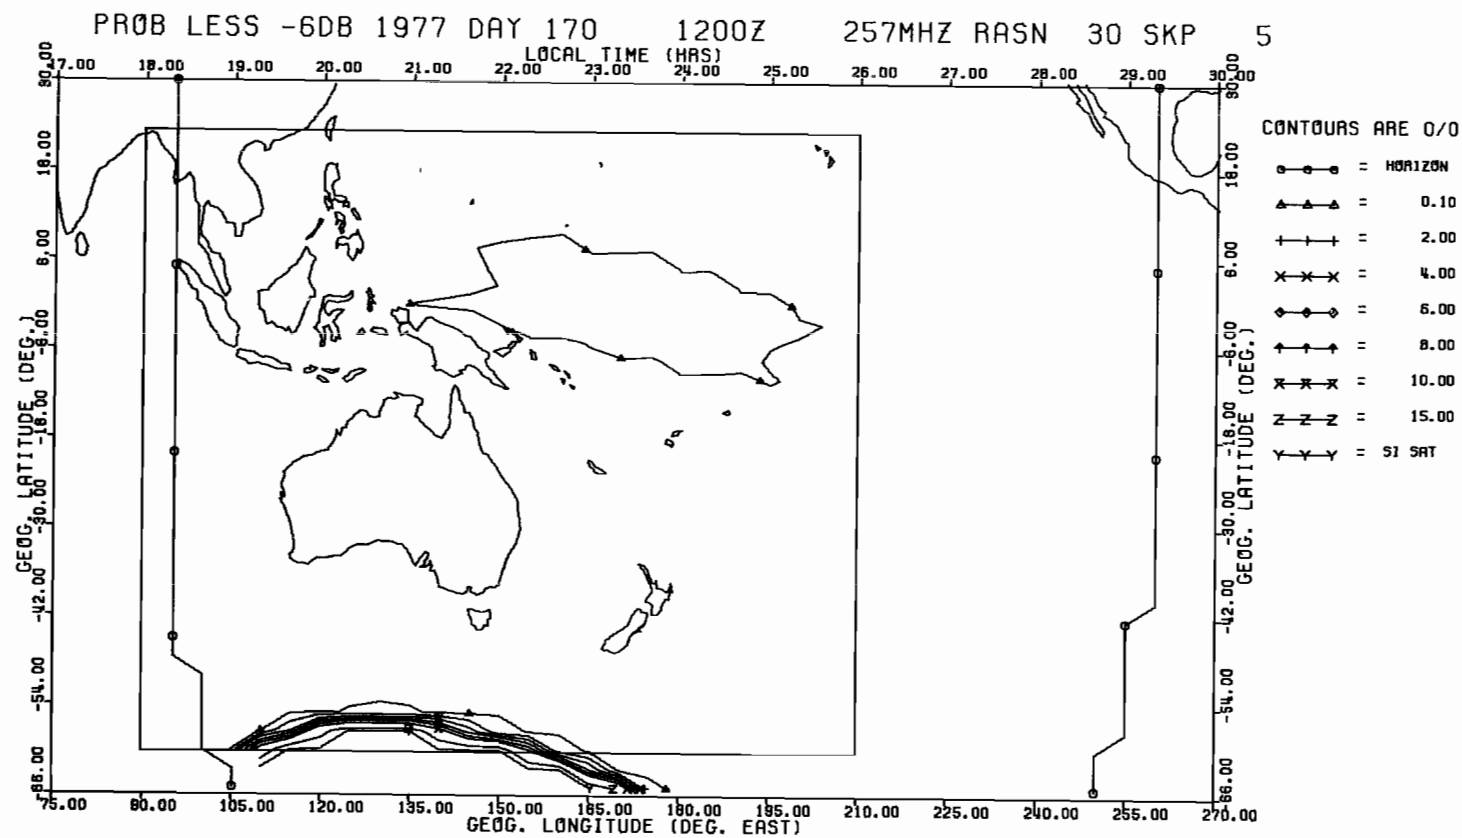 PROB LESS -6DB 1977 DAY 170 1200Z 257MHZ RASN 30 SKP 5
LOCAL TIME (HRS)
17.00 18.00 19.00 20.00 21.00 22.00 23.00 24.00 25.00 26.00 27.00 28.00 29.00 30.00
30.00 18.00 6.00 -6.00 -18.00 -30.00 -42.00 -54.00 -66.00
GEOG. LATITUDE (DEG.)
30.00 18.00 6.00 -6.00 -18.00 -30.00 -42.00 -54.00 -66.00
GEOG. LATITUDE (DEG.)
CONTOURS ARE 0/0
= HORIZON
= 0.10
= 2.00
= 4.00
= 6.00
= 8.00
= 10.00
= 15.00
= SI SAT
75.00 90.00 105.00 120.00 135.00 150.00 165.00 180.00 195.00 210.00 225.00 240.00 255.00 270.00
GEOG. LONGITUDE (DEG. EAST)